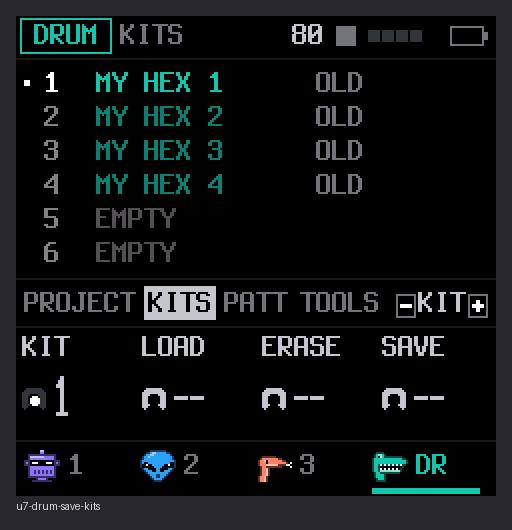 DRUM KITS 80
1 MY HEX 1 OLD
2 MY HEX 2 OLD
3 MY HEX 3 OLD
4 MY HEX 4 OLD
5 EMPTY
6 EMPTY
PROJECT KITS PATT TOOLS -KIT+
KIT LOAD ERASE SAVE
1 -- -- --
1 2 3 DR
u7-drum-save-kits